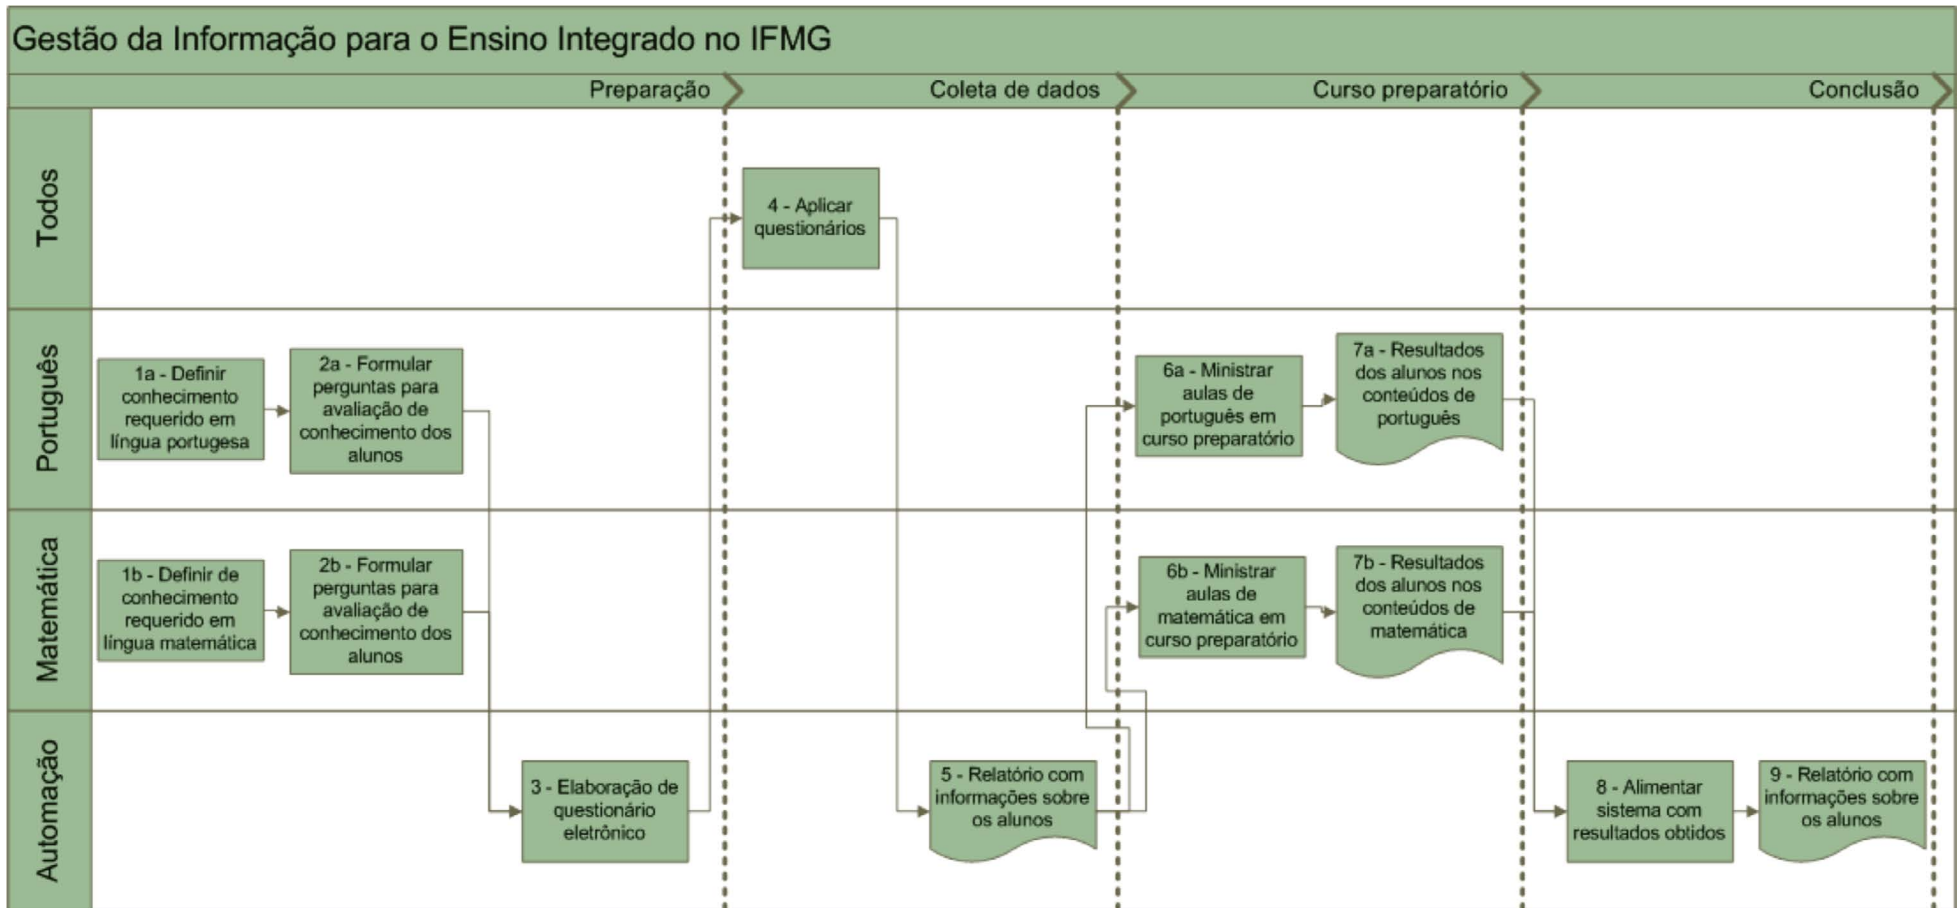 Gestão da Informação para o Ensino Integrado no IFMG
Preparação
Coleta de dados
Curso preparatório
Conclusão
Todos
4 - Aplicar
questionários
Português
1a - Definir
conhecimento
requerido em
língua portugesa
2a - Formular
perguntas para
avaliação de
conhecimento dos
alunos
6a - Ministrar
aulas de
português em
curso preparatório
7a - Resultados
dos alunos nos
conteúdos de
português
Matemática
1b - Definir de
conhecimento
requerido em
língua matemática
2b - Formular
perguntas para
avaliação de
conhecimento dos
alunos
6b - Ministrar
aulas de
matemática em
curso preparatório
7b - Resultados
dos alunos nos
conteúdos de
matemática
Automação
3 - Elaboração de
questionário
eletrônico
5 - Relatório com
informações sobre
os alunos
8 - Alimentar
sistema com
resultados obtidos
9 - Relatório com
informações sobre
os alunos